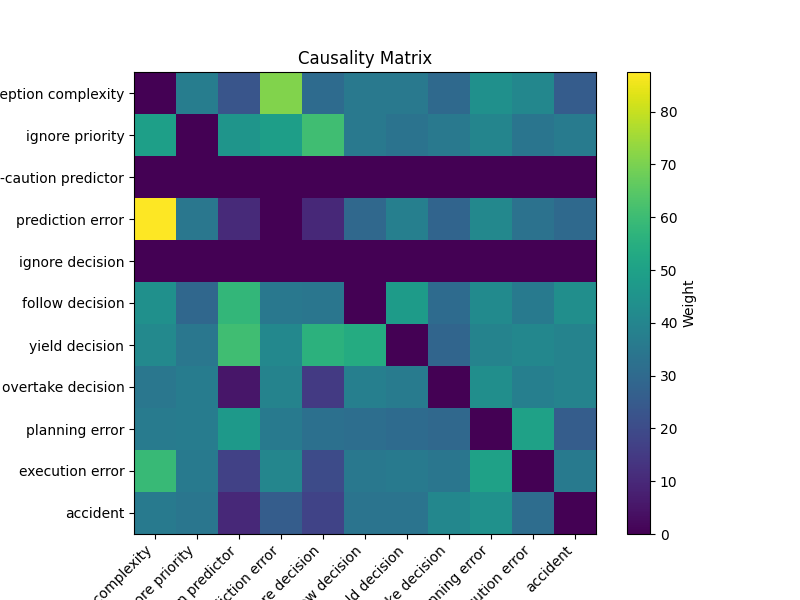 Causality Matrix
eption complexity
ignore priority
-caution predictor
prediction error
ignore decision
follow decision
yield decision
overtake decision
planning error
execution error
accident
complexity
ore priority
n predictor
diction error
re decision
w decision
ld decision
ke decision
nning error
ution error
accident
80
70
60
50
40
30
20
10
0
Weight